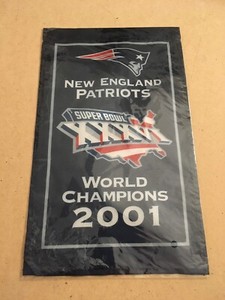 NEW ENGLAND
PATRIOTS
SUPER BOWL
XXXVI
WORLD
CHAMPIONS
2001